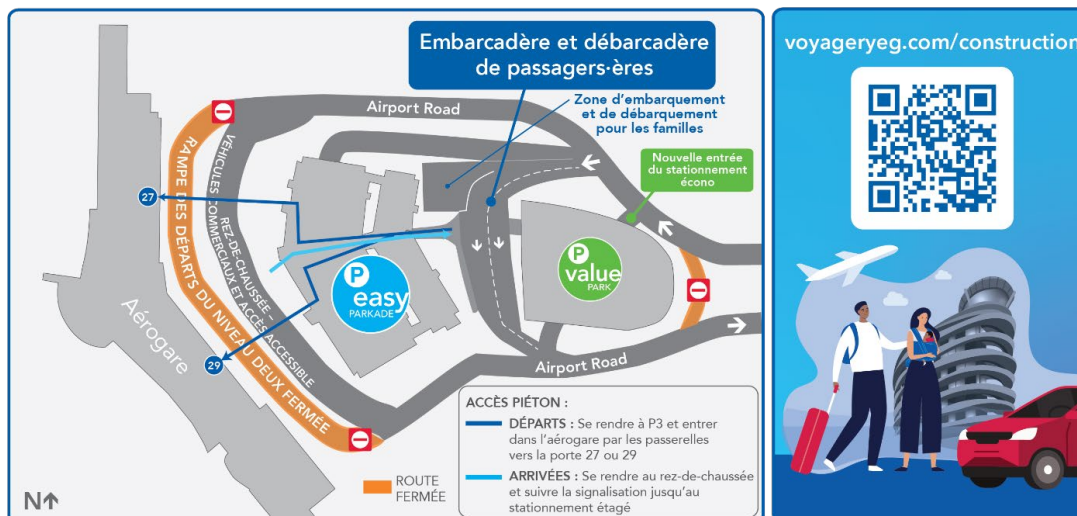 Embarcadère et débarcadère
de passagers·ères
Zone d'embarquement
et de débarquement
pour les familles
Airport Road
Nouvelle entrée
du stationnement
écono
27
RAMPE DES DÉPARTS DU NIVEAU DEUX FERMÉE
REZ-DE-CHAUSSÉE –
VÉHICULES COMMERCIAUX ET ACCÈS ACCESSIBLE
P
easy
PARKADE
P
value
PARK
Aérogare
29
Airport Road
ACCÈS PIÉTON :
DÉPARTS : Se rendre à P3 et entrer
dans l'aérogare par les passerelles
vers la porte 27 ou 29
ARRIVÉES : Se rendre au rez-de-chaussée
et suivre la signalisation jusqu'au
stationnement étagé
ROUTE
FERMÉE
N
voyageryeg.com/construction